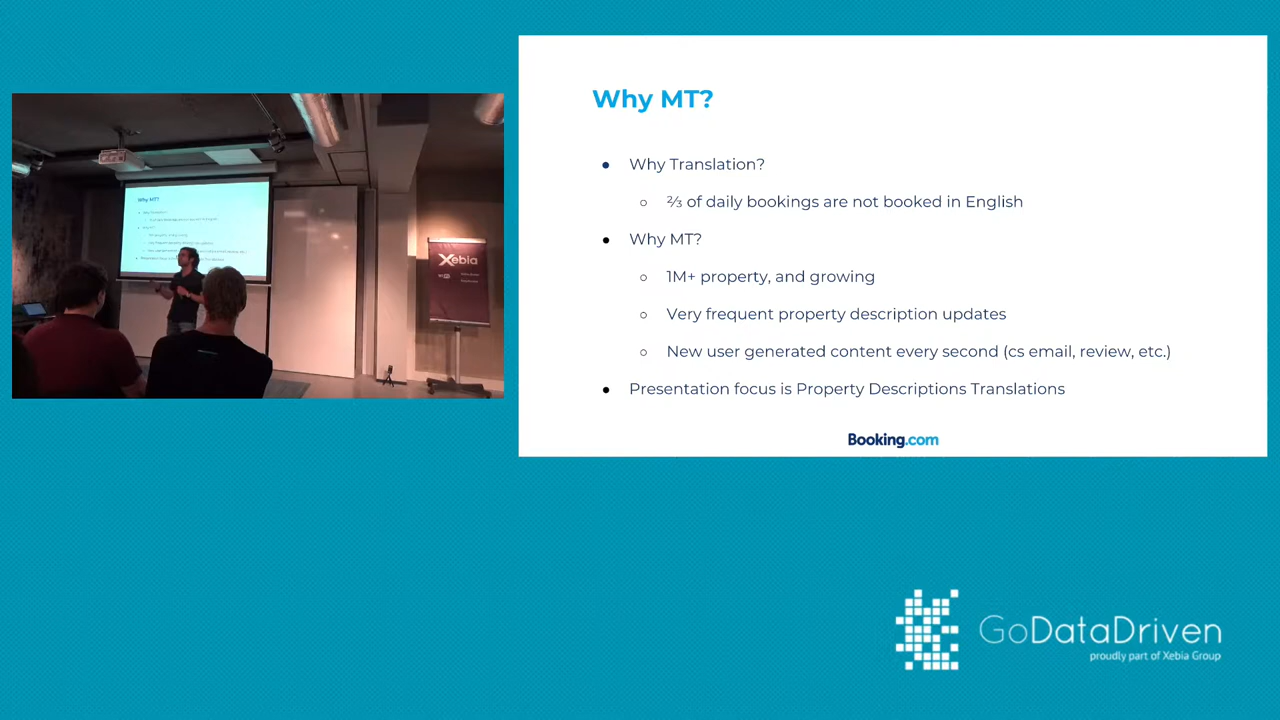 Why MT?
● Why Translation?
○ ⅔ of daily bookings are not booked in English
● Why MT?
○ 1M+ property, and growing
○ Very frequent property description updates
○ New user generated content every second (cs email, review, etc.)
● Presentation focus is Property Descriptions Translations
Booking.com
Why MT?
Xebia
GoDataDriven
proudly part of Xebia Group